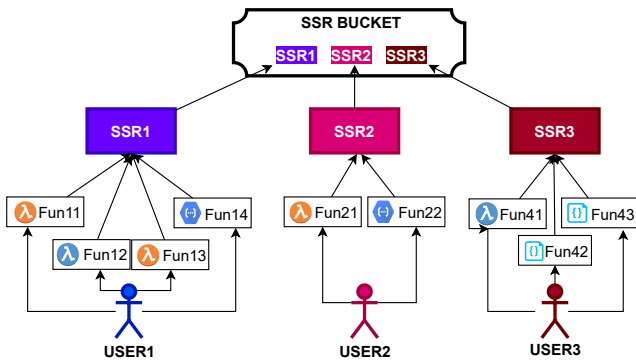 SSR BUCKET
SSR1 SSR2 SSR3
SSR1 SSR2 SSR3
λ Fun11 Fun14 λ Fun21 Fun22 λ Fun41 {} Fun43
λ Fun12 λ Fun13 {} Fun42
USER1 USER2 USER3